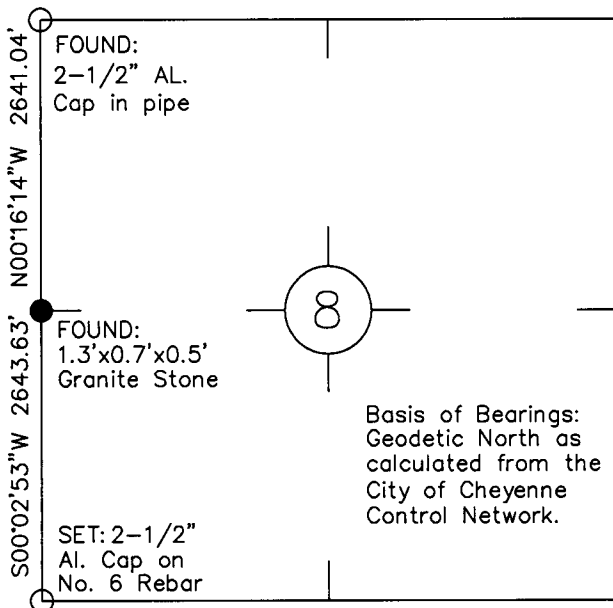 FOUND:
2-1/2" AL.
Cap in pipe
N00°16'14"W 2641.04'
8
FOUND:
1.3'x0.7'x0.5'
Granite Stone
S00°02'53"W 2643.63'
Basis of Bearings:
Geodetic North as
calculated from the
City of Cheyenne
Control Network.
SET: 2-1/2"
Al. Cap on
No. 6 Rebar